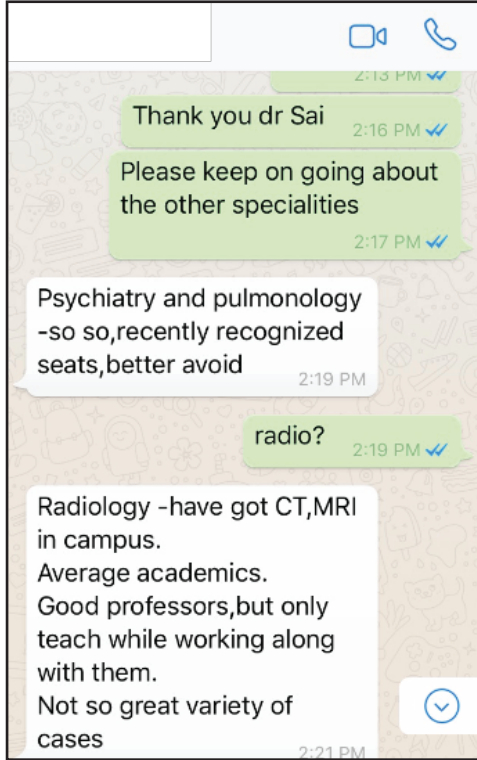 2:13 PM
Thank you dr Sai
2:16 PM
Please keep on going about
the other specialities
2:17 PM
Psychiatry and pulmonology
-so so,recently recognized
seats,better avoid
2:19 PM
radio?
2:19 PM
Radiology -have got CT,MRI
in campus.
Average academics.
Good professors,but only
teach while working along
with them.
Not so great variety of
cases
2:21 PM